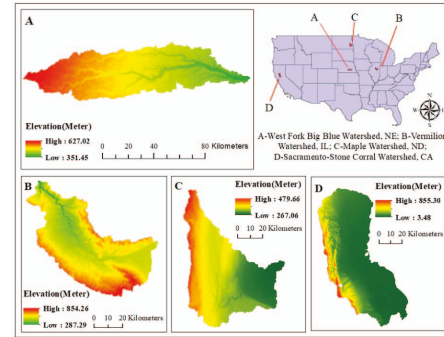 A
Elevation(Meter)
High : 627.02
Low : 351.45
0 10 20 40 60 80
Kilometers
A
C
B
D
N
W
E
S
A-West Fork Big Blue Watershed, NE; B-Vermilion
Watershed, IL; C-Maple Watershed, ND;
D-Sacramento-Stone Corral Watershed, CA
B
Elevation(Meter)
High : 854.26
Low : 287.29
0 10 20
Kilometers
C
Elevation(Meter)
High : 479.66
Low : 267.06
0 10 20
Kilometers
D
Elevation(Meter)
High : 855.30
Low : 3.48
0 10 20
Kilometers